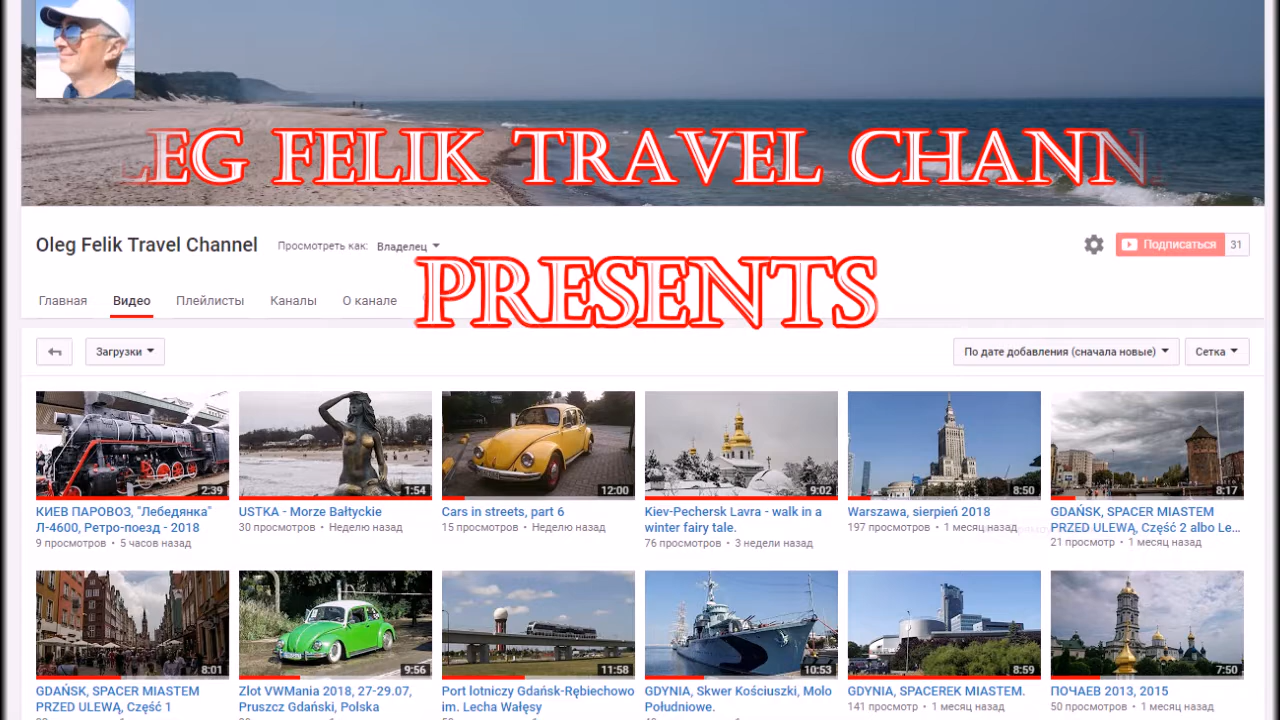 LEG FELIK TRAVEL CHANN
PRESENTS
Oleg Felik Travel Channel
Просмотреть как: Владелец
Подписаться 31
Главная Видео Плейлисты Каналы О канале
Загрузки
По дате добавления (сначала новые) Сетка
2:39
1:54
12:00
9:02
8:50
8:17
КИЕВ ПАРОВОЗ, "Лебедянка"
Л-4600, Ретро-поезд - 2018
9 просмотров • 5 часов назад
USTKA - Morze Bałtyckie
30 просмотров • Неделю назад
Cars in streets, part 6
15 просмотров • Неделю назад
Kiev-Pechersk Lavra - walk in a
winter fairy tale.
76 просмотров • 3 недели назад
Warszawa, sierpień 2018
197 просмотров • 1 месяц назад
GDAŃSK, SPACER MIASTEM
PRZED ULEWĄ, Część 2 albo Le...
21 просмотр • 1 месяц назад
8:01
9:56
11:58
10:53
8:59
7:50
GDAŃSK, SPACER MIASTEM
PRZED ULEWĄ, Część 1
Zlot VWMania 2018, 27-29.07,
Pruszcz Gdański, Polska
Port lotniczy Gdańsk-Rębiechowo
im. Lecha Wałęsy
GDYNIA, Skwer Kościuszki, Molo
Południowe.
GDYNIA, SPACEREK MIASTEM.
141 просмотр • 1 месяц назад
ПОЧАЕВ 2013, 2015
50 просмотров • 1 месяц назад